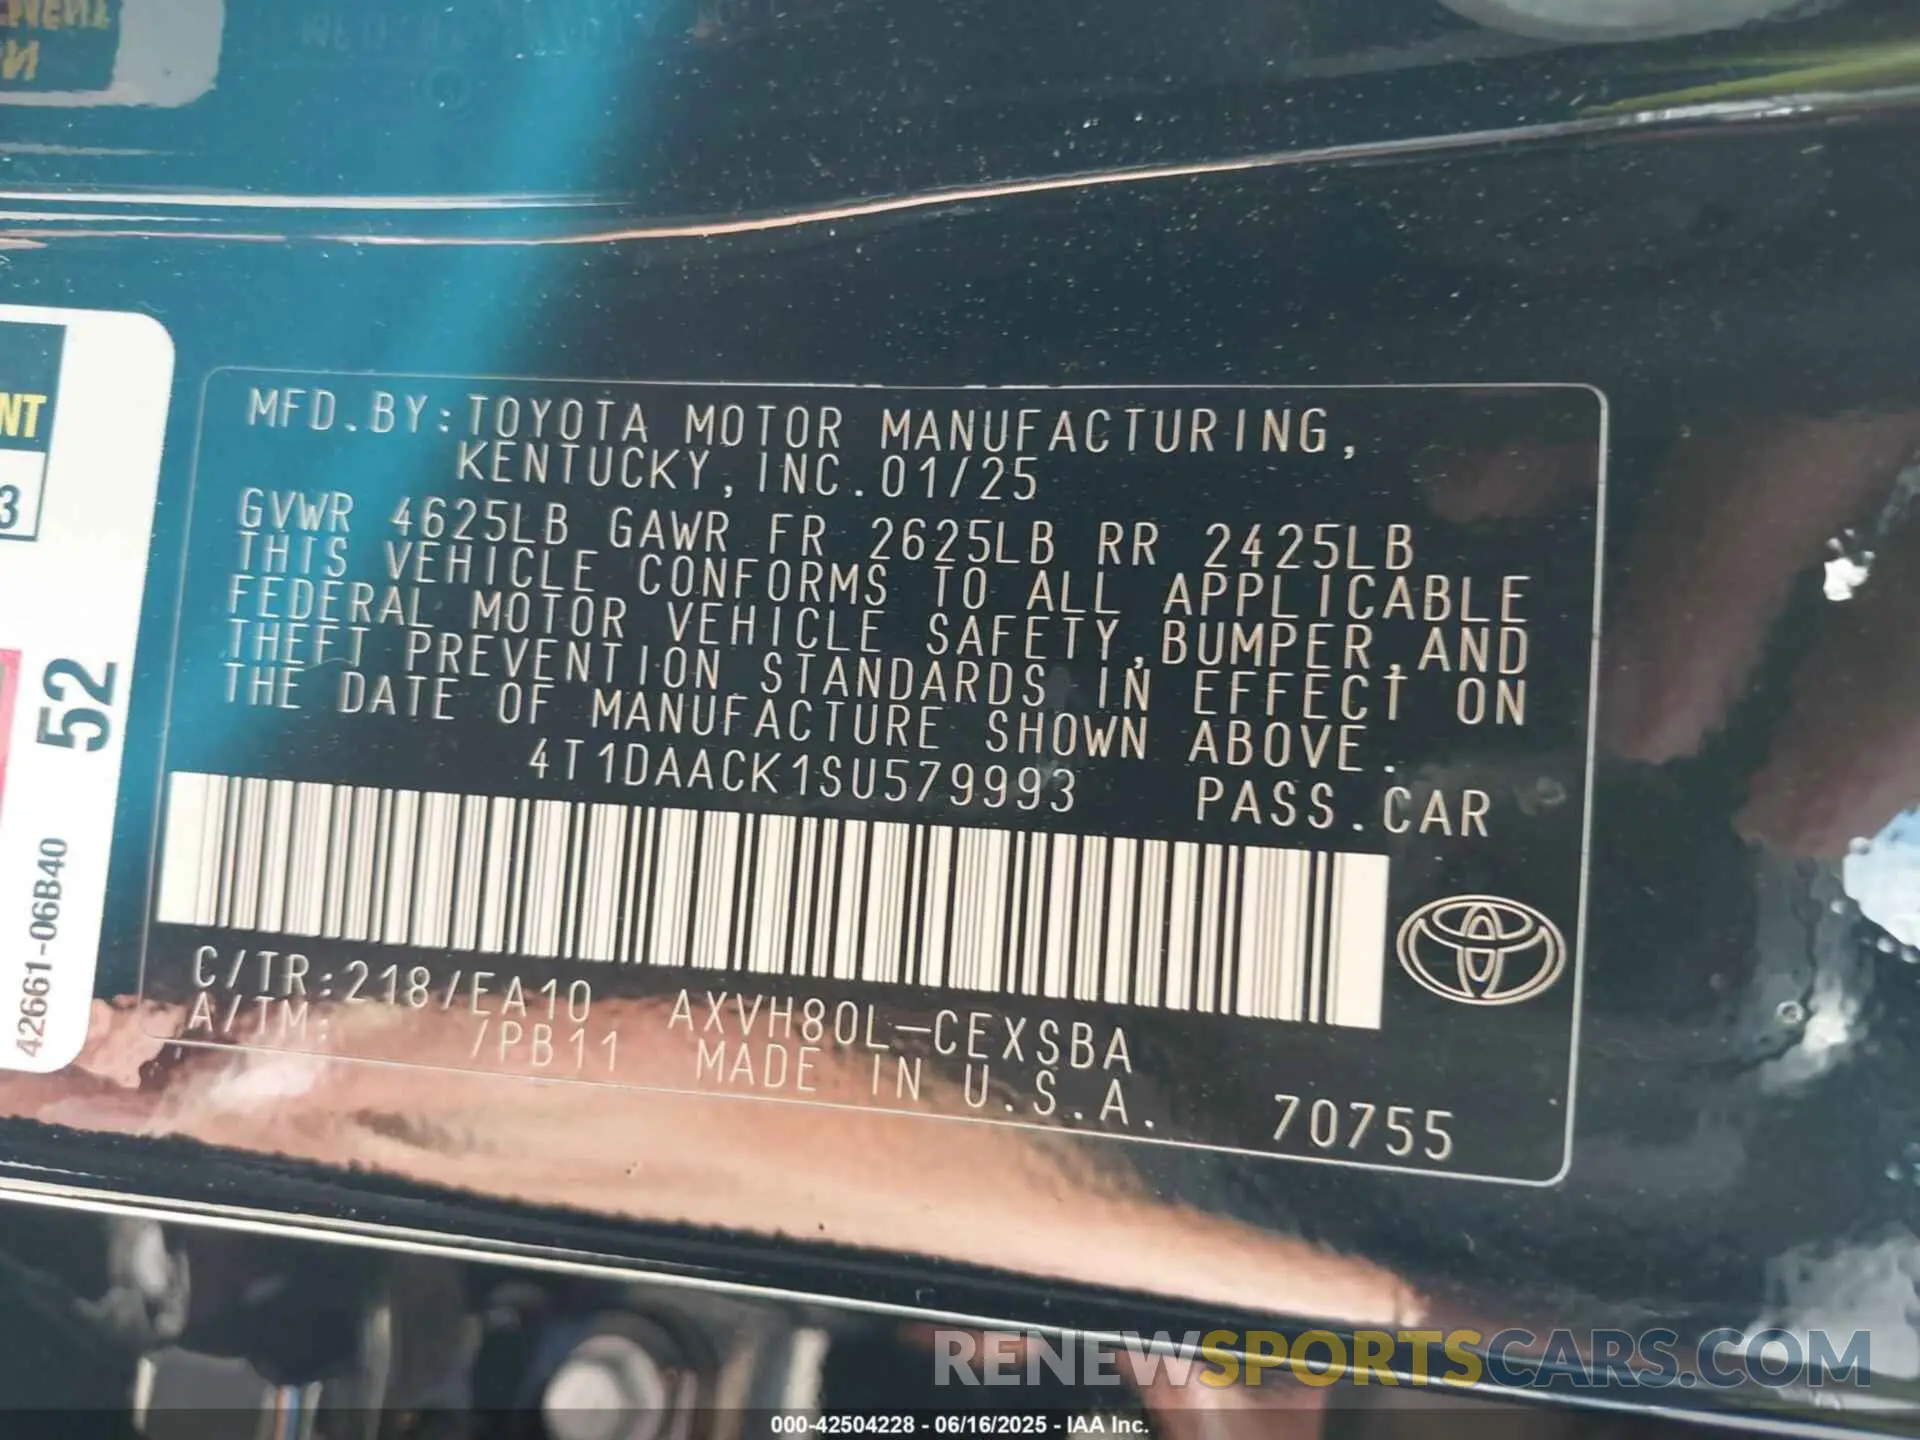 MFD.BY:TOYOTA MOTOR MANUFACTURING,
KENTUCKY,INC.01/25
GVWR 4625LB GAWR FR 2625LB RR 2425LB
THIS VEHICLE CONFORMS TO ALL APPLICABLE
FEDERAL MOTOR VEHICLE SAFETY,BUMPER,AND
THEFT PREVENTION STANDARDS IN EFFECT ON
THE DATE OF MANUFACTURE SHOWN ABOVE.
4T1DAACK1SU579993 PASS.CAR
C/TR:218/EA10 AXVH80L-CEXSBA
A/TM: /PB11 MADE IN U.S.A.
70755
NT
3
52
42661-06B40
RENEWSPORTSCARS.COM
000-42504228 - 06/16/2025 - IAA Inc.